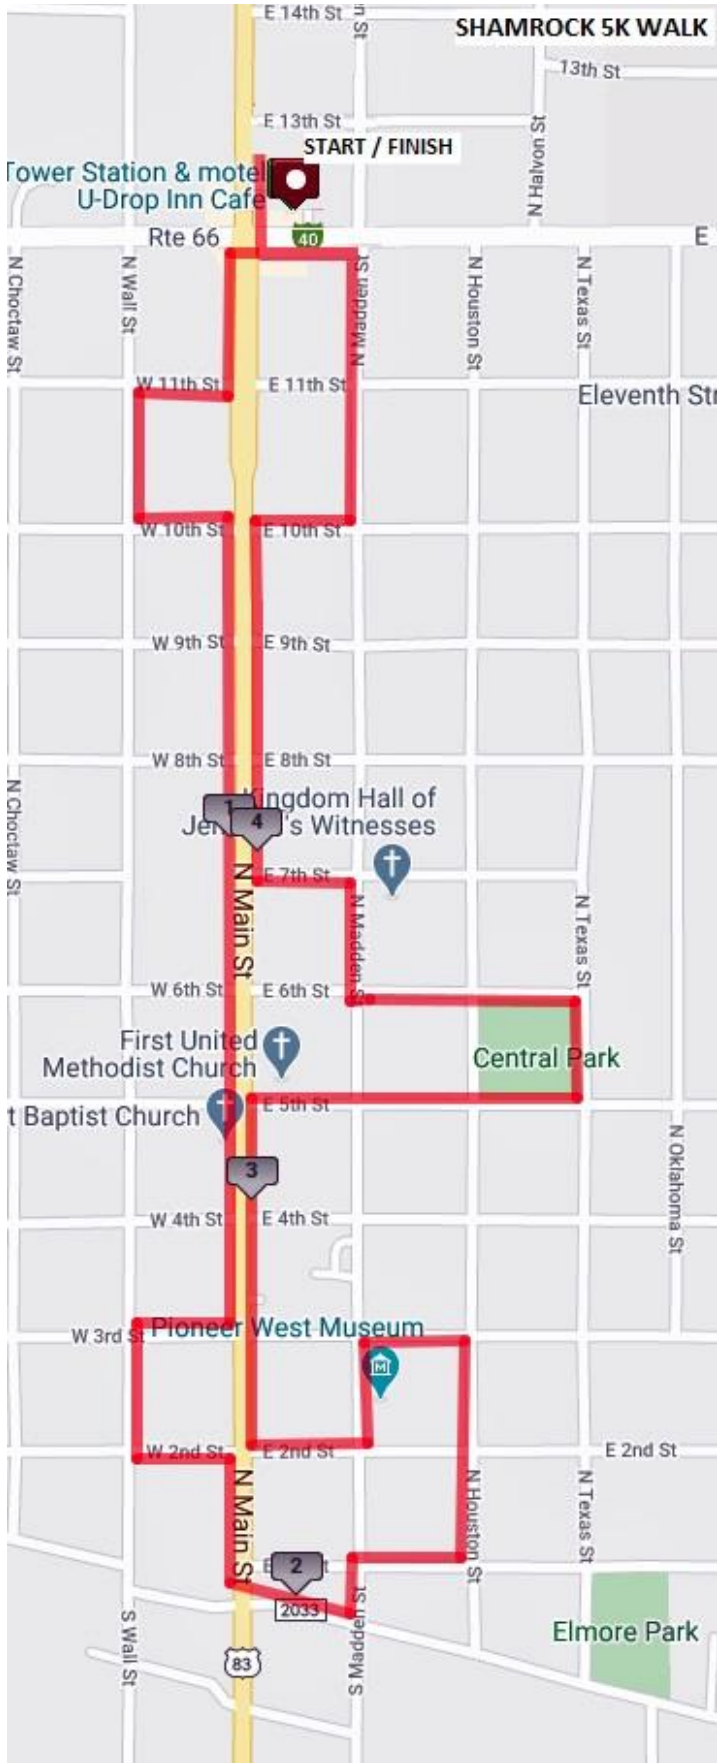 E 14th St
SHAMROCK 5K WALK
13th St
E 13th St
START / FINISH
N Halvon St
Tower Station & motel
U-Drop Inn Cafe
Rte 66
40
E
N Choctaw St
N Wall St
N Madden St
N Houston St
N Texas St
W 11th St
E 11th St
Eleventh Str
W 10th St
E 10th St
W 9th St
E 9th St
W 8th St
E 8th St
N Choctaw St
1
4
Kingdom Hall of
's Witnesses
E 7th St
N Main St
N Madden St
N Texas St
W 6th St
E 6th St
First United
Methodist Church
Central Park
t Baptist Church
E 5th St
3
N Oklahoma St
W 4th St
E 4th St
W 3rd St
Pioneer West Museum
M
W 2nd St
E 2nd St
E 2nd St
N Main St
N Houston St
N Texas St
2
2033
S Wall St
S Madden St
Elmore Park
83